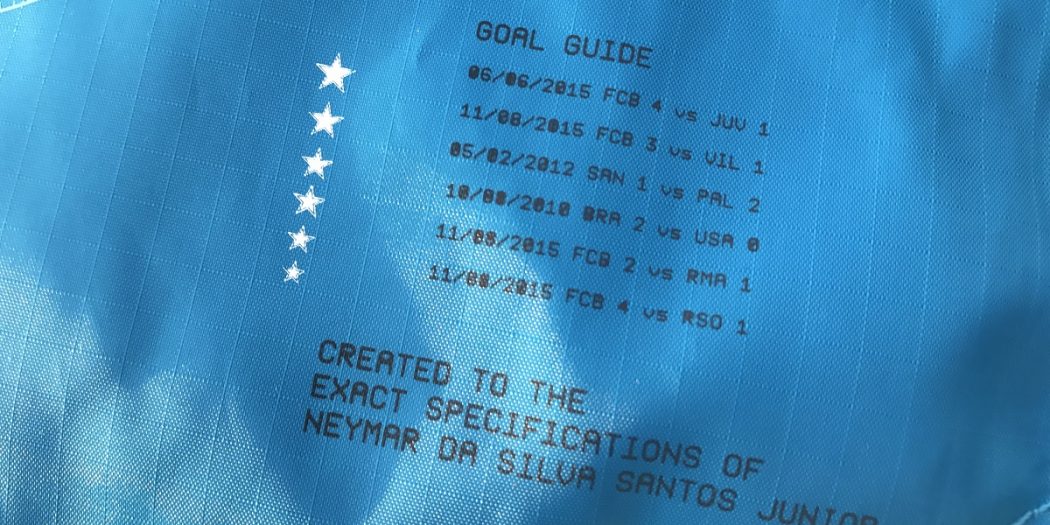 GOAL GUIDE
06/06/2015 FCB 4 vs JUV 1
11/08/2015 FCB 3 vs VIL 1
05/02/2012 SAN 1 vs PAL 2
10/08/2010 BRA 2 vs USA 0
11/08/2015 FCB 2 vs RMA 1
11/08/2015 FCB 4 vs RSO 1
CREATED TO THE
EXACT SPECIFICATIONS OF
NEYMAR DA SILVA SANTOS JUNIOR